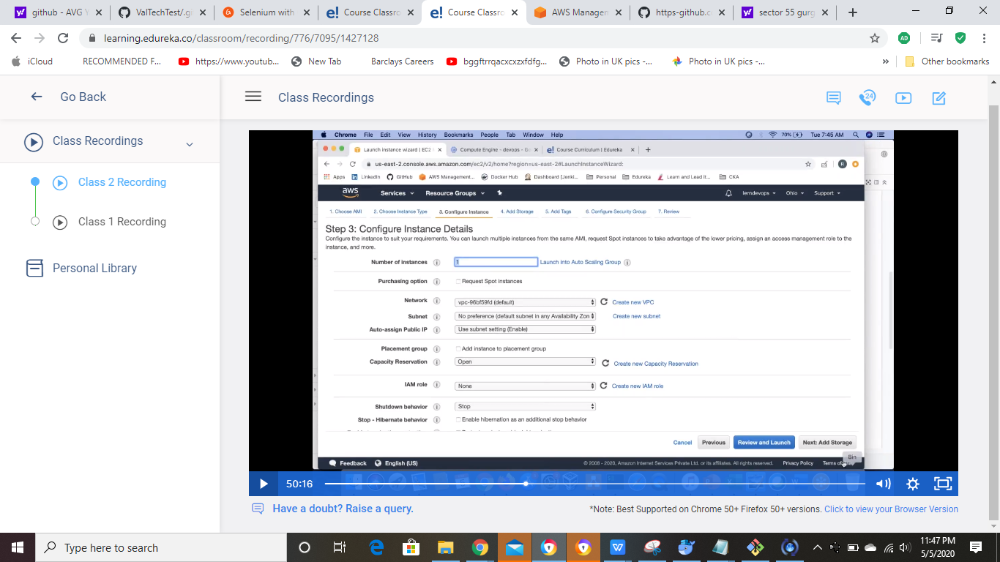 github - AVG Y
ValTechTest/.gi
Selenium with
Course Classro
Course Classro
AWS Managen
https-github.c
sector 55 gurg
learning.edureka.co/classroom/recording/776/7095/1427128
iCloud
RECOMMENDED F...
https://www.youtub...
New Tab
Barclays Careers
bggftrrqacxcxzxfdfg...
Photo in UK pics -...
Photo in UK pics -...
Other bookmarks
Go Back
Class Recordings
Class Recordings
Class 2 Recording
Class 1 Recording
Personal Library
Chrome File Edit View History Bookmarks People Tab Window Help
70% Tue 7:45 AM
Launch instance wizard | EC2
Compute Engine - devops - Go
Course Curriculum | Edureka
us-east-2.console.aws.amazon.com/ec2/v2/home?region=us-east-2#LaunchInstanceWizard:
Apps LinkedIn GitHub AWS Management... Docker Hub Dashboard [Jenki... Personal Edureka Learn and Lead it... CKA
aws Services Resource Groups lerndevops Ohio Support
1. Choose AMI 2. Choose Instance Type 3. Configure Instance 4. Add Storage 5. Add Tags 6. Configure Security Group 7. Review
Step 3: Configure Instance Details
Configure the instance to suit your requirements. You can launch multiple instances from the same AMI, request Spot instances to take advantage of the lower pricing, assign an access management role to the
instance, and more.
Number of instances 1 Launch into Auto Scaling Group
Purchasing option Request Spot instances
Network vpc-96bf59fd (default) Create new VPC
Subnet No preference (default subnet in any Availability Zon Create new subnet
Auto-assign Public IP Use subnet setting (Enable)
Placement group Add instance to placement group
Capacity Reservation Open Create new Capacity Reservation
IAM role None Create new IAM role
Shutdown behavior Stop
Stop - Hibernate behavior Enable hibernation as an additional stop behavior
Cancel Previous Review and Launch Next: Add Storage
Bin
Feedback English (US) © 2008 - 2020, Amazon Internet Services Private Ltd. or its affiliates. All rights reserved. Privacy Policy Terms of
50:16
Have a doubt? Raise a query.
*Note: Best Supported on Chrome 50+ Firefox 50+ versions. Click to view your Browser Version
Type here to search
11:47 PM
5/5/2020